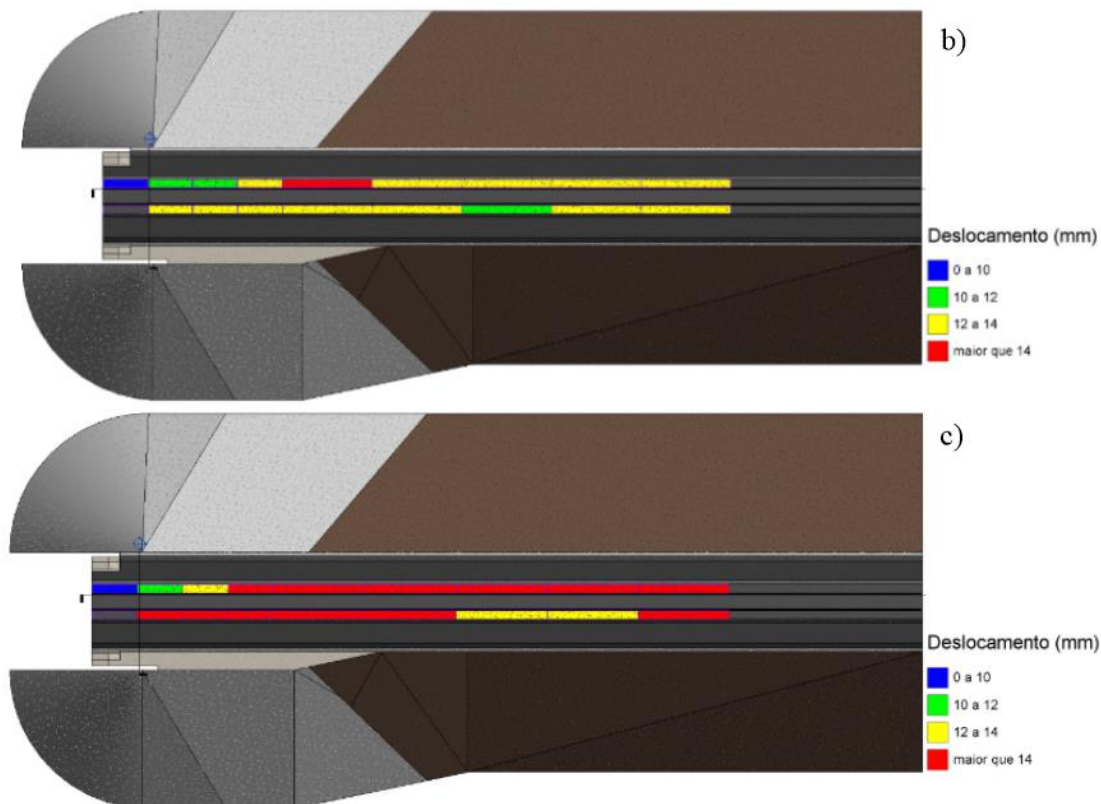 b)
Deslocamento (mm)
0 a 10
10 a 12
12 a 14
maior que 14
c)
Deslocamento (mm)
0 a 10
10 a 12
12 a 14
maior que 14